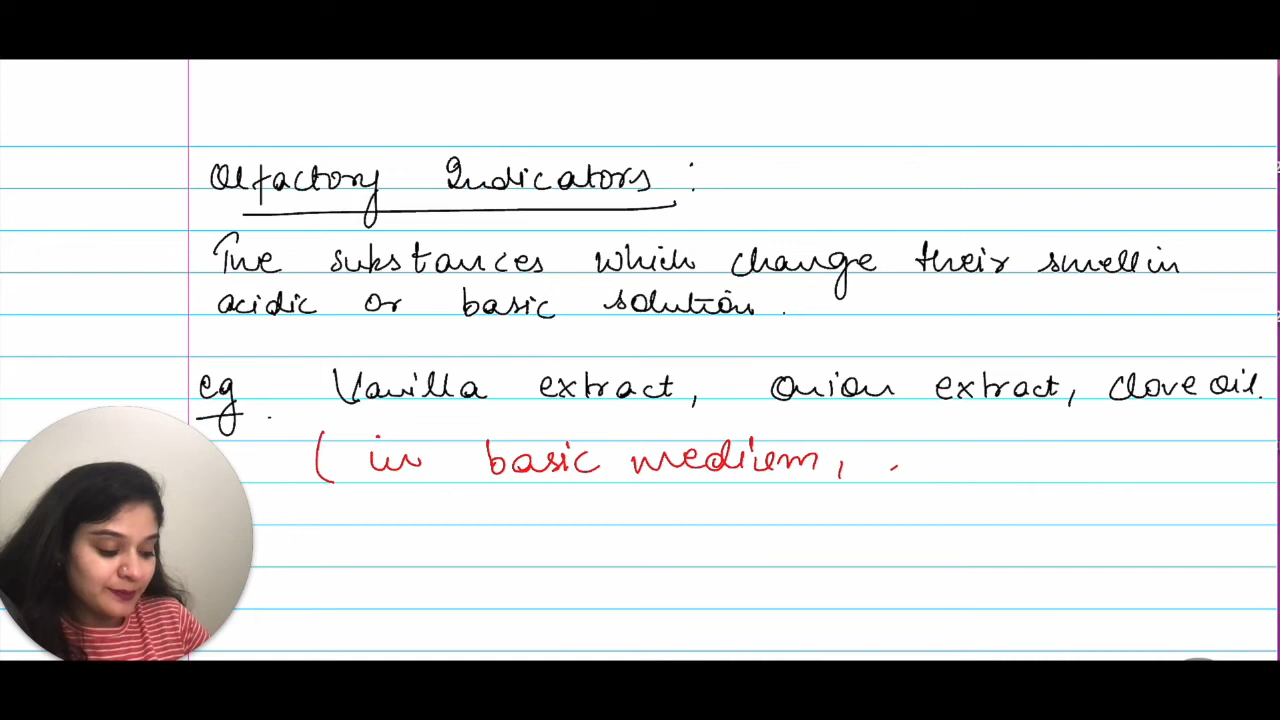 Olfactory Indicators :
The substances which change their smell in
acidic or basic solution.
eg. Vanilla extract, onion extract, clove oil.
( in basic medium,